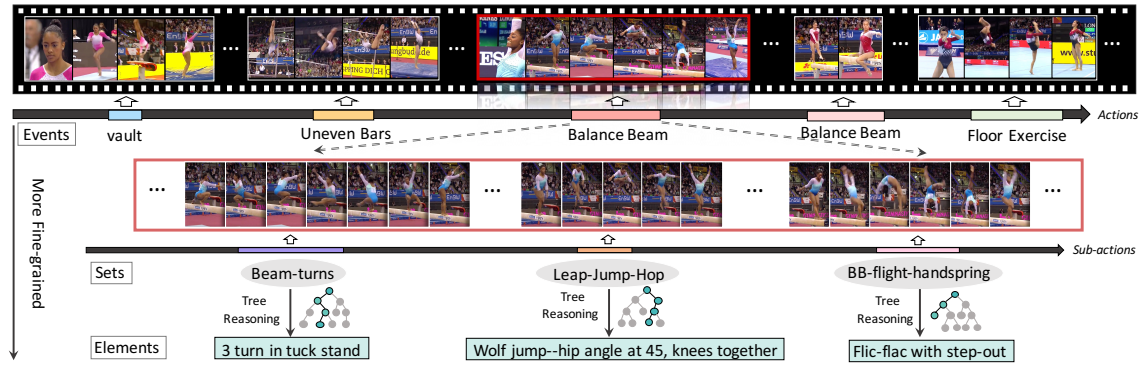 Events
vault
Uneven Bars
Balance Beam
Balance Beam
Floor Exercise
Actions
More Fine-grained
Sub-actions
Sets
Beam-turns
Leap-Jump-Hop
BB-flight-handspring
Tree
Reasoning
Tree
Reasoning
Tree
Reasoning
Elements
3 turn in tuck stand
Wolf jump--hip angle at 45, knees together
Flic-flac with step-out